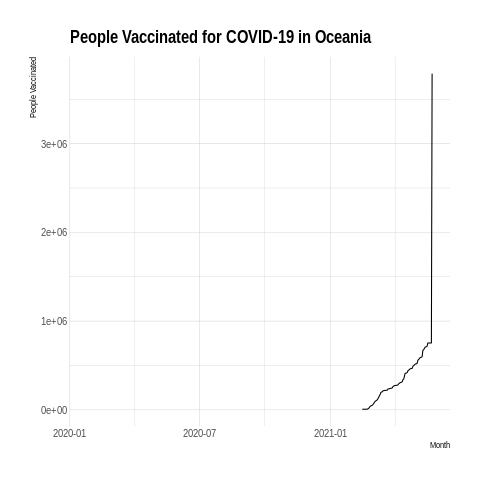 People Vaccinated for COVID-19 in Oceania
People Vaccinated
3e+06
2e+06
1e+06
0e+00
2020-01
2020-07
2021-01
Month